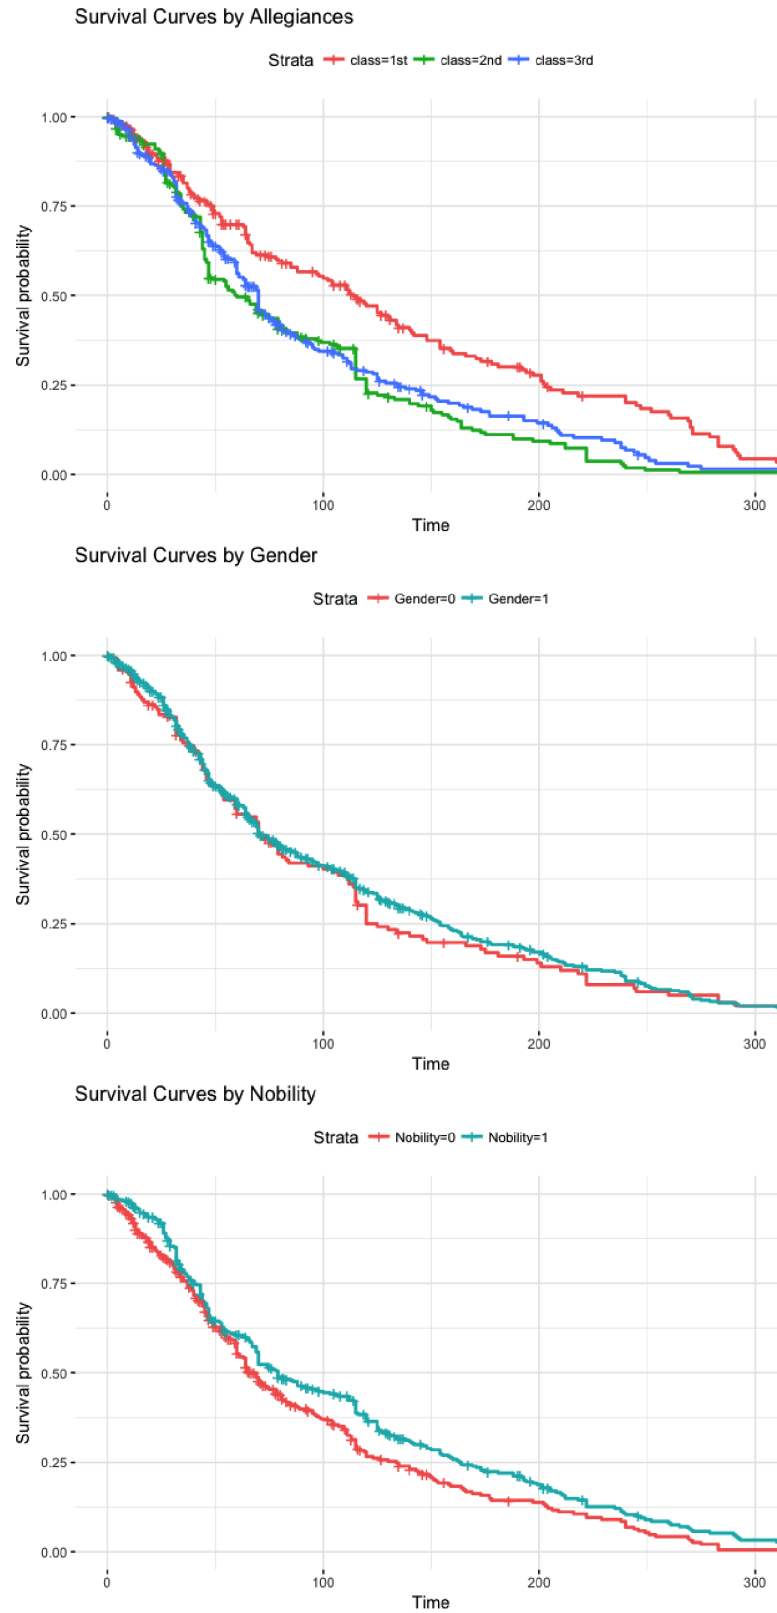 Survival Curves by Allegiances
Strata class=1st class=2nd class=3rd
1.00
0.75
0.50
0.25
0.00
Survival probability
0 100 200 300
Time
Survival Curves by Gender
Strata Gender=0 Gender=1
1.00
0.75
0.50
0.25
0.00
Survival probability
0 100 200 300
Time
Survival Curves by Nobility
Strata Nobility=0 Nobility=1
1.00
0.75
0.50
0.25
0.00
Survival probability
0 100 200 300
Time